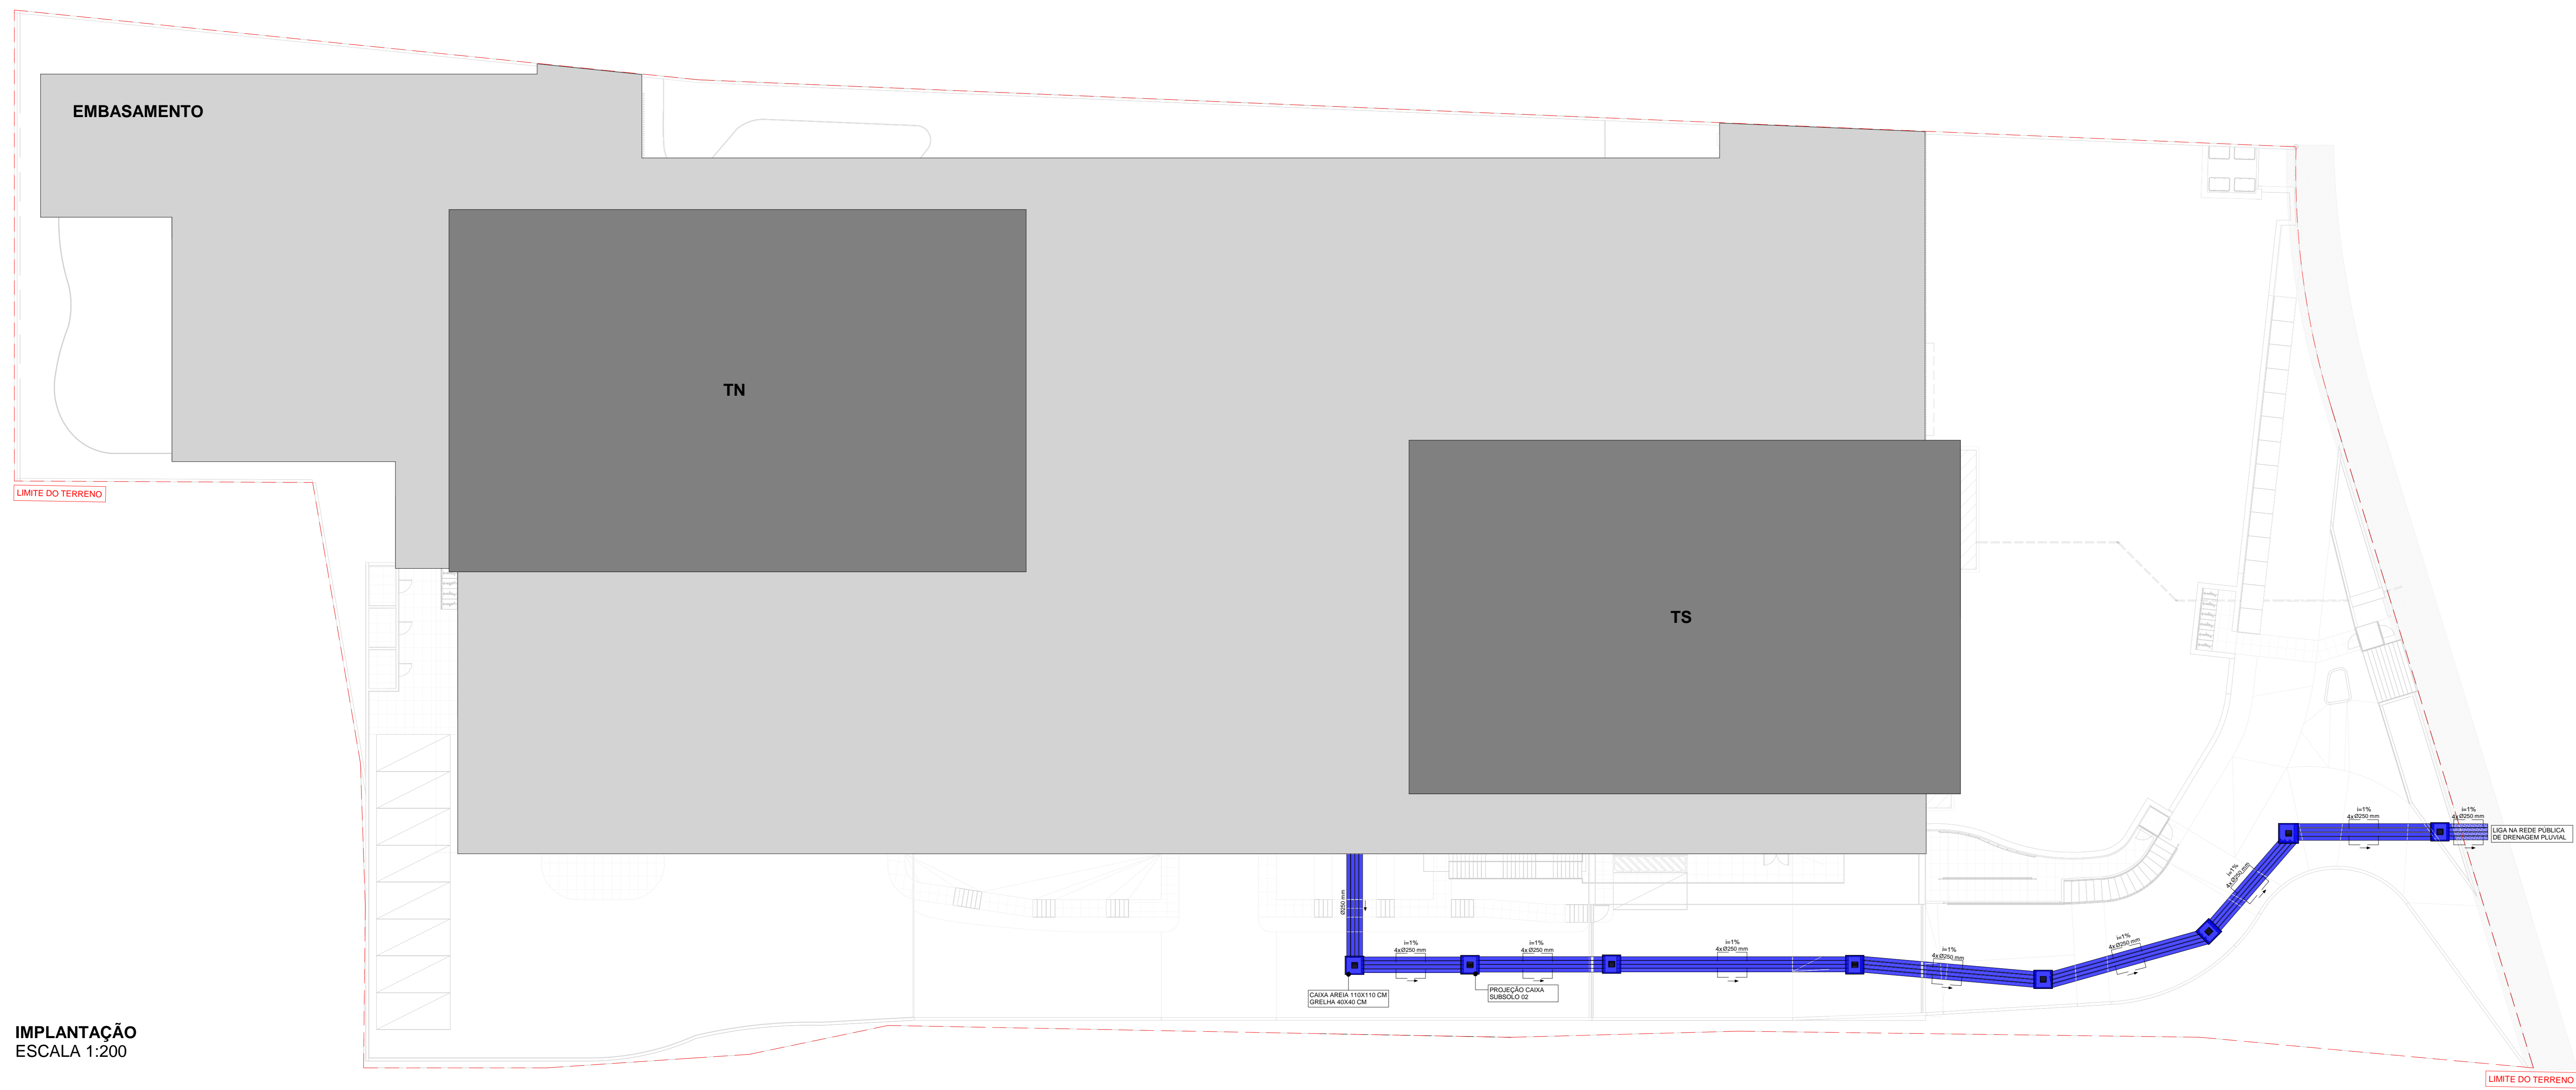 EMBASAMENTO
TN
LIMITE DO TERRENO
TS
i=1%
4xØ250 mm
i=1%
4xØ250 mm
LIGA NA REDE PÚBLICA
DE DRENAGEM PLUVIAL
i=1%
4xØ250 mm
Ø250 mm
i=1%
4xØ250 mm
i=1%
4xØ250 mm
i=1%
4xØ250 mm
i=1%
4xØ250 mm
i=1%
4xØ250 mm
CAIXA AREIA 110X110 CM
GRELHA 40X40 CM
PROJEÇÃO CAIXA
SUBSOLO 02
IMPLANTAÇÃO
ESCALA 1:200
LIMITE DO TERRENO